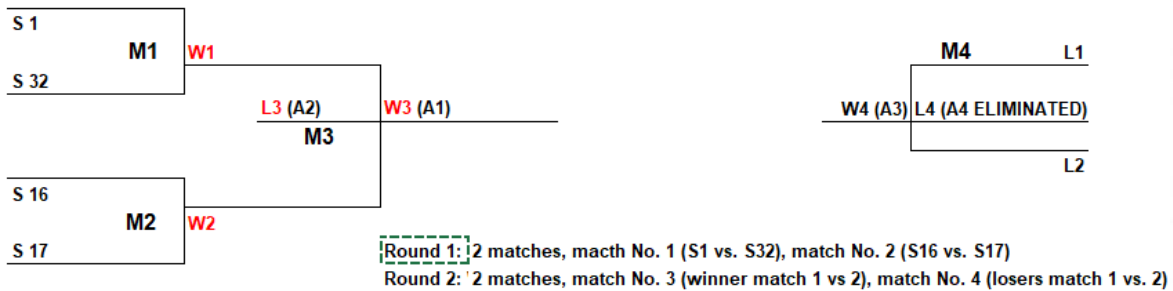 S 1
M1
W1
S 32
L3 (A2)
W3 (A1)
M3
S 16
M2
W2
S 17
M4
L1
W4 (A3)
L4 (A4 ELIMINATED)
L2
Round 1: 2 matches, macth No. 1 (S1 vs. S32), match No. 2 (S16 vs. S17)
Round 2: 2 matches, match No. 3 (winner match 1 vs 2), match No. 4 (losers match 1 vs. 2)